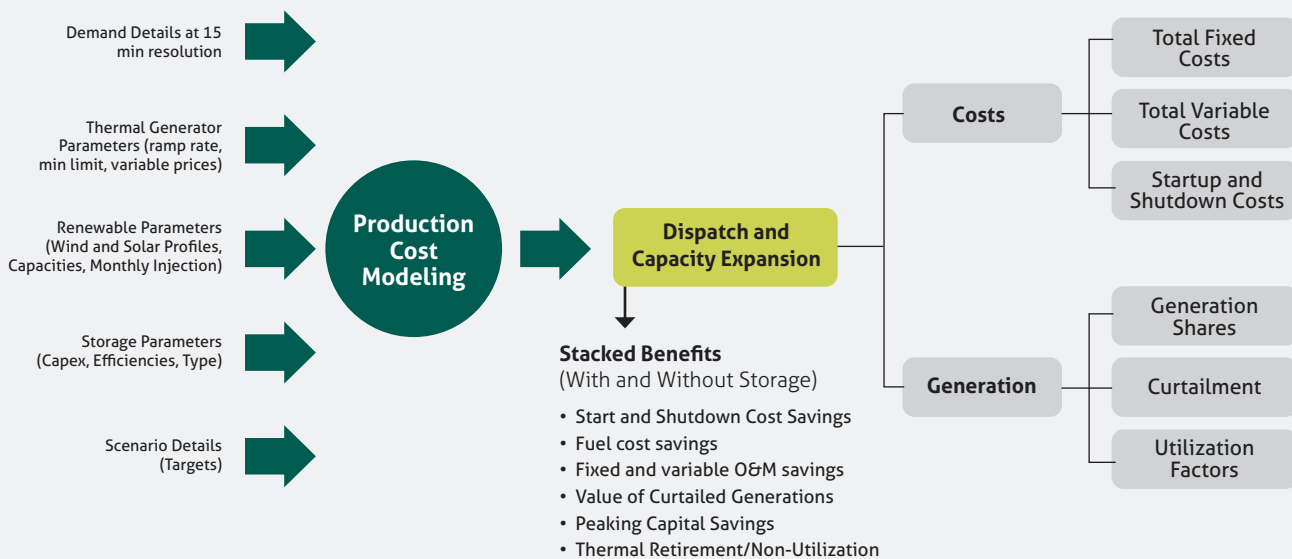 Demand Details at 15
min resolution
Thermal Generator
Parameters (ramp rate,
min limit, variable prices)
Renewable Parameters
(Wind and Solar Profiles,
Capacities, Monthly Injection)
Storage Parameters
(Capex, Efficiencies, Type)
Scenario Details
(Targets)
Production
Cost
Modeling
Dispatch and
Capacity Expansion
Stacked Benefits
(With and Without Storage)
• Start and Shutdown Cost Savings
• Fuel cost savings
• Fixed and variable O&M savings
• Value of Curtailed Generations
• Peaking Capital Savings
• Thermal Retirement/Non-Utilization
Costs
Total Fixed
Costs
Total Variable
Costs
Startup and
Shutdown Costs
Generation
Generation
Shares
Curtailment
Utilization
Factors